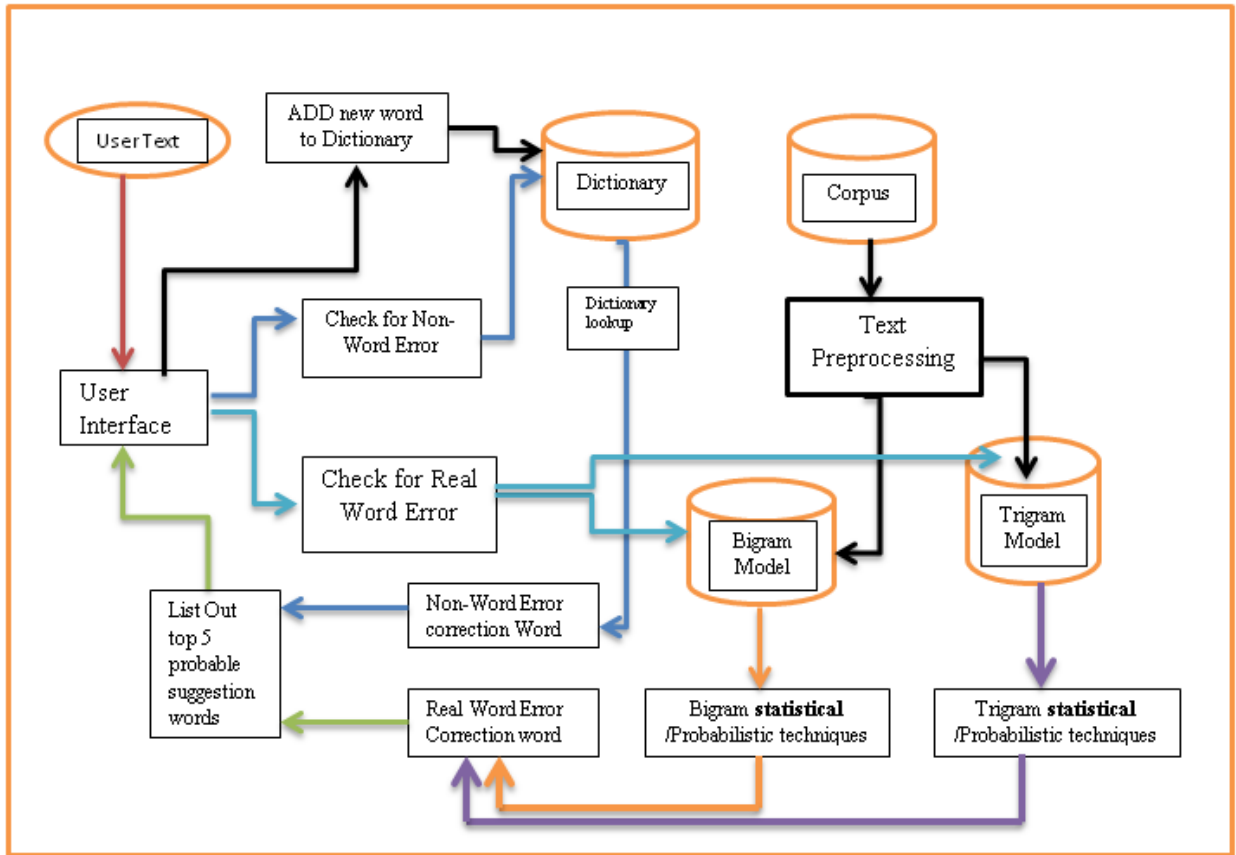 UserText
ADD new word
to Dictionary
Dictionary
Corpus
Dictionary
lookup
Check for Non-
Word Error
Text
Preprocessing
User
Interface
Check for Real
Word Error
Bigram
Model
Trigram
Model
List Out
top 5
probable
suggestion
words
Non-Word Error
correction Word
Real Word Error
Correction word
Bigram statistical
/Probabilistic techniques
Trigram statistical
/Probabilistic techniques